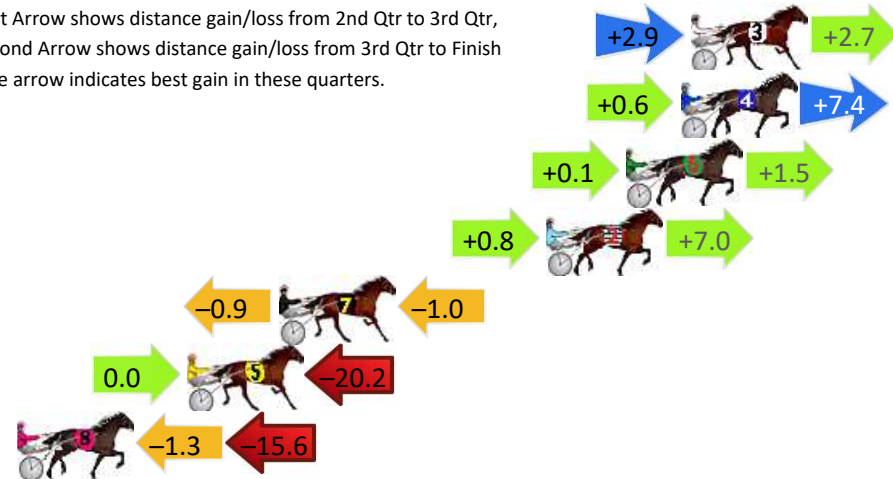 t Arrow shows distance gain/loss from 2nd Qtr to 3rd Qtr,
ond Arrow shows distance gain/loss from 3rd Qtr to Finish
e arrow indicates best gain in these quarters.
+2.9 3 +2.7
+0.6 4 +7.4
+0.1 6 +1.5
+0.8 +7.0
–0.9 7 –1.0
0.0 5 –20.2
8 –1.3 –15.6